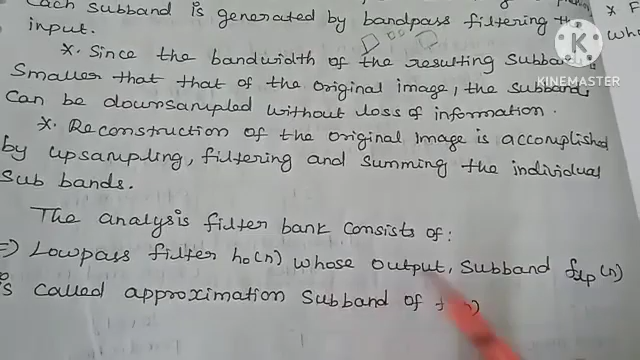 Each subband is generated by bandpass filtering the
input.
*. Since the bandwidth of the resulting subband is
smaller that that of the original image, the subbands
can be downsampled without loss of information.
*. Reconstruction of the original image is accomplished
by upsampling, filtering and summing the individual
sub bands.
The analysis filter bank consists of:
=) Lowpass filter h0(n) whose output, subband flp(n)
is called approximation subband of f
* F
KINEMASTER